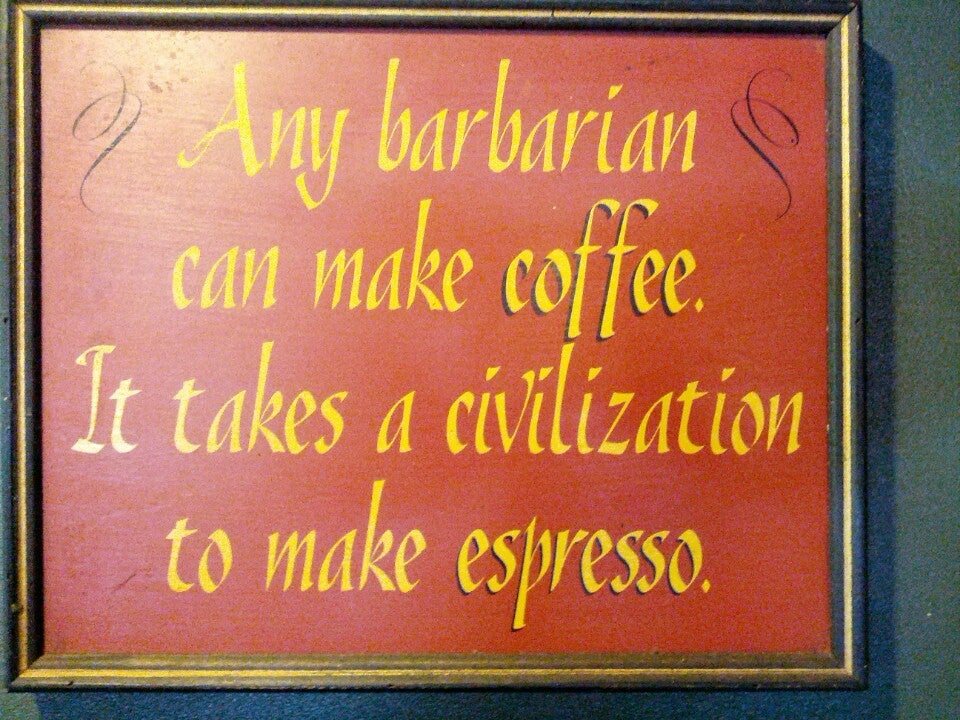 Any barbarian
can make coffee.
It takes a civilization
to make espresso.